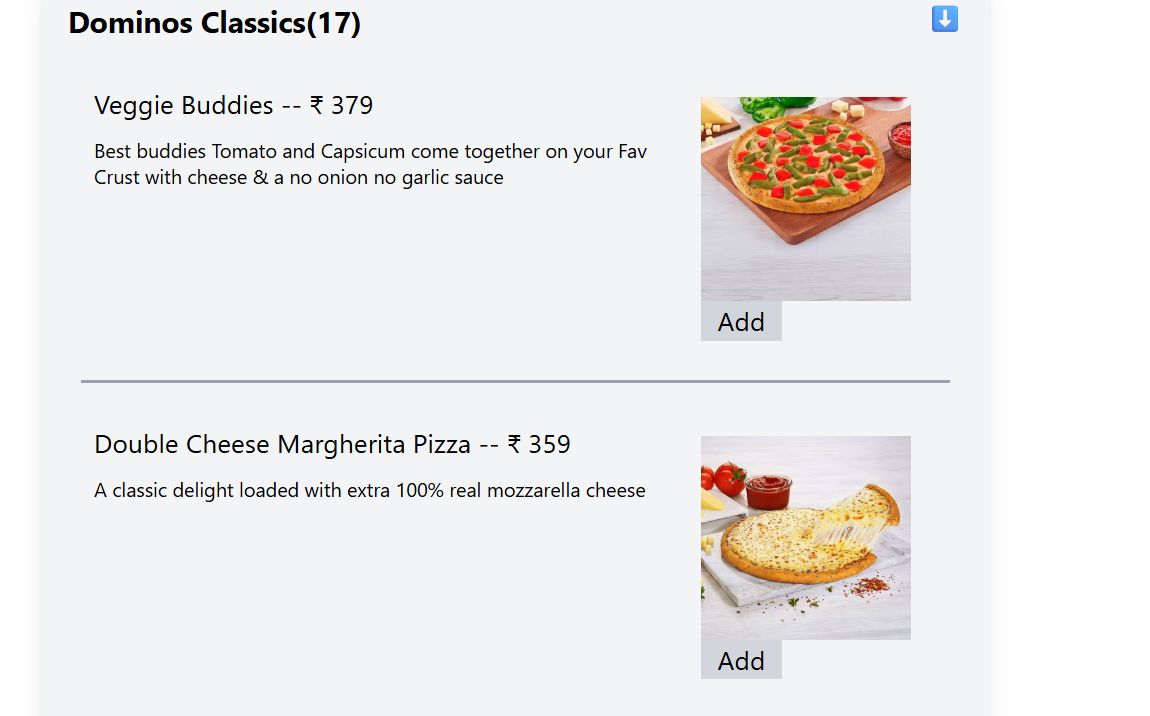 Dominos Classics(17)
Veggie Buddies -- ₹ 379
Best buddies Tomato and Capsicum come together on your Fav
Crust with cheese & a no onion no garlic sauce
Add
Double Cheese Margherita Pizza -- ₹ 359
A classic delight loaded with extra 100% real mozzarella cheese
Add